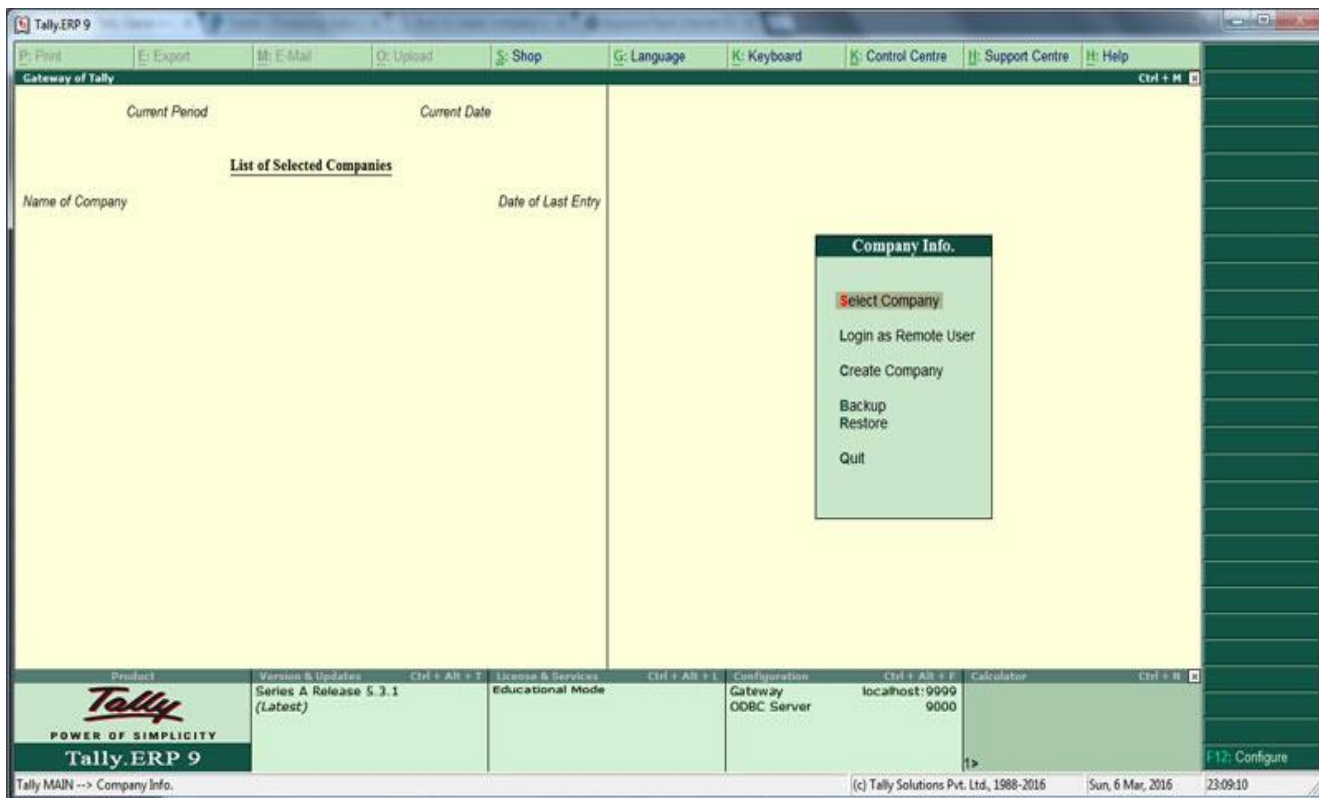 Tally.ERP 9
P: Print E: Export M: E-Mail O: Upload S: Shop G: Language K: Keyboard K: Control Centre H: Support Centre H: Help
Gateway of Tally Ctrl + M
Current Period Current Date
List of Selected Companies
Name of Company Date of Last Entry
Company Info.
Select Company
Login as Remote User
Create Company
Backup
Restore
Quit
Product Version & Updates Ctrl + Alt + T License & Services Ctrl + Alt + L Configuration Ctrl + Alt + F Calculator Ctrl + N
Tally
POWER OF SIMPLICITY
Tally.ERP 9
Series A Release 5.3.1
(Latest)
Educational Mode
Gateway localhost:9999
ODBC Server 9000
1>
F12: Configure
Tally MAIN --> Company Info. (c) Tally Solutions Pvt. Ltd., 1988-2016 Sun, 6 Mar, 2016 23:09:10